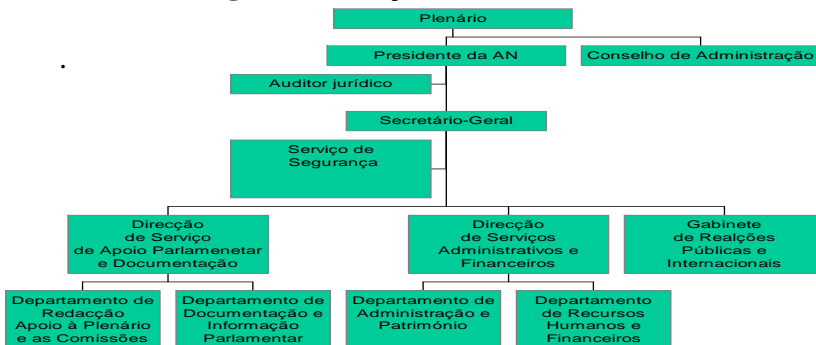 Plenário
Presidente da AN
Conselho de Administração
.
Auditor jurídico
Secretário-Geral
Serviço de
Segurança
Direcção
de Serviço
de Apoio Parlamenetar
e Documentação
Direcção
de Serviços
Administrativos e
Financeiros
Gabinete
de Realções
Públicas e
Internacionais
Departamento de
Redacção
Apoio à Plenário
e as Comissões
Departamento de
Documentação e
Informação
Parlamentar
Departamento de
Administração e
Património
Departamento
de Recursos
Humanos e
Financeiros